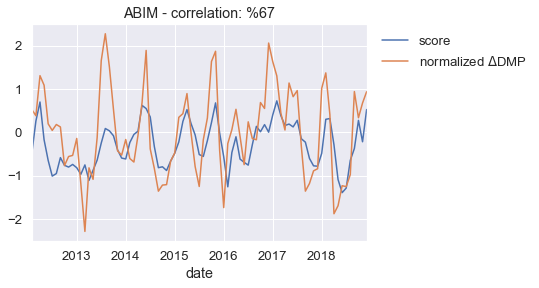 ABIM - correlation: %67
score
normalized ΔDMP
2
1
0
−1
−2
2013 2014 2015 2016 2017 2018
date